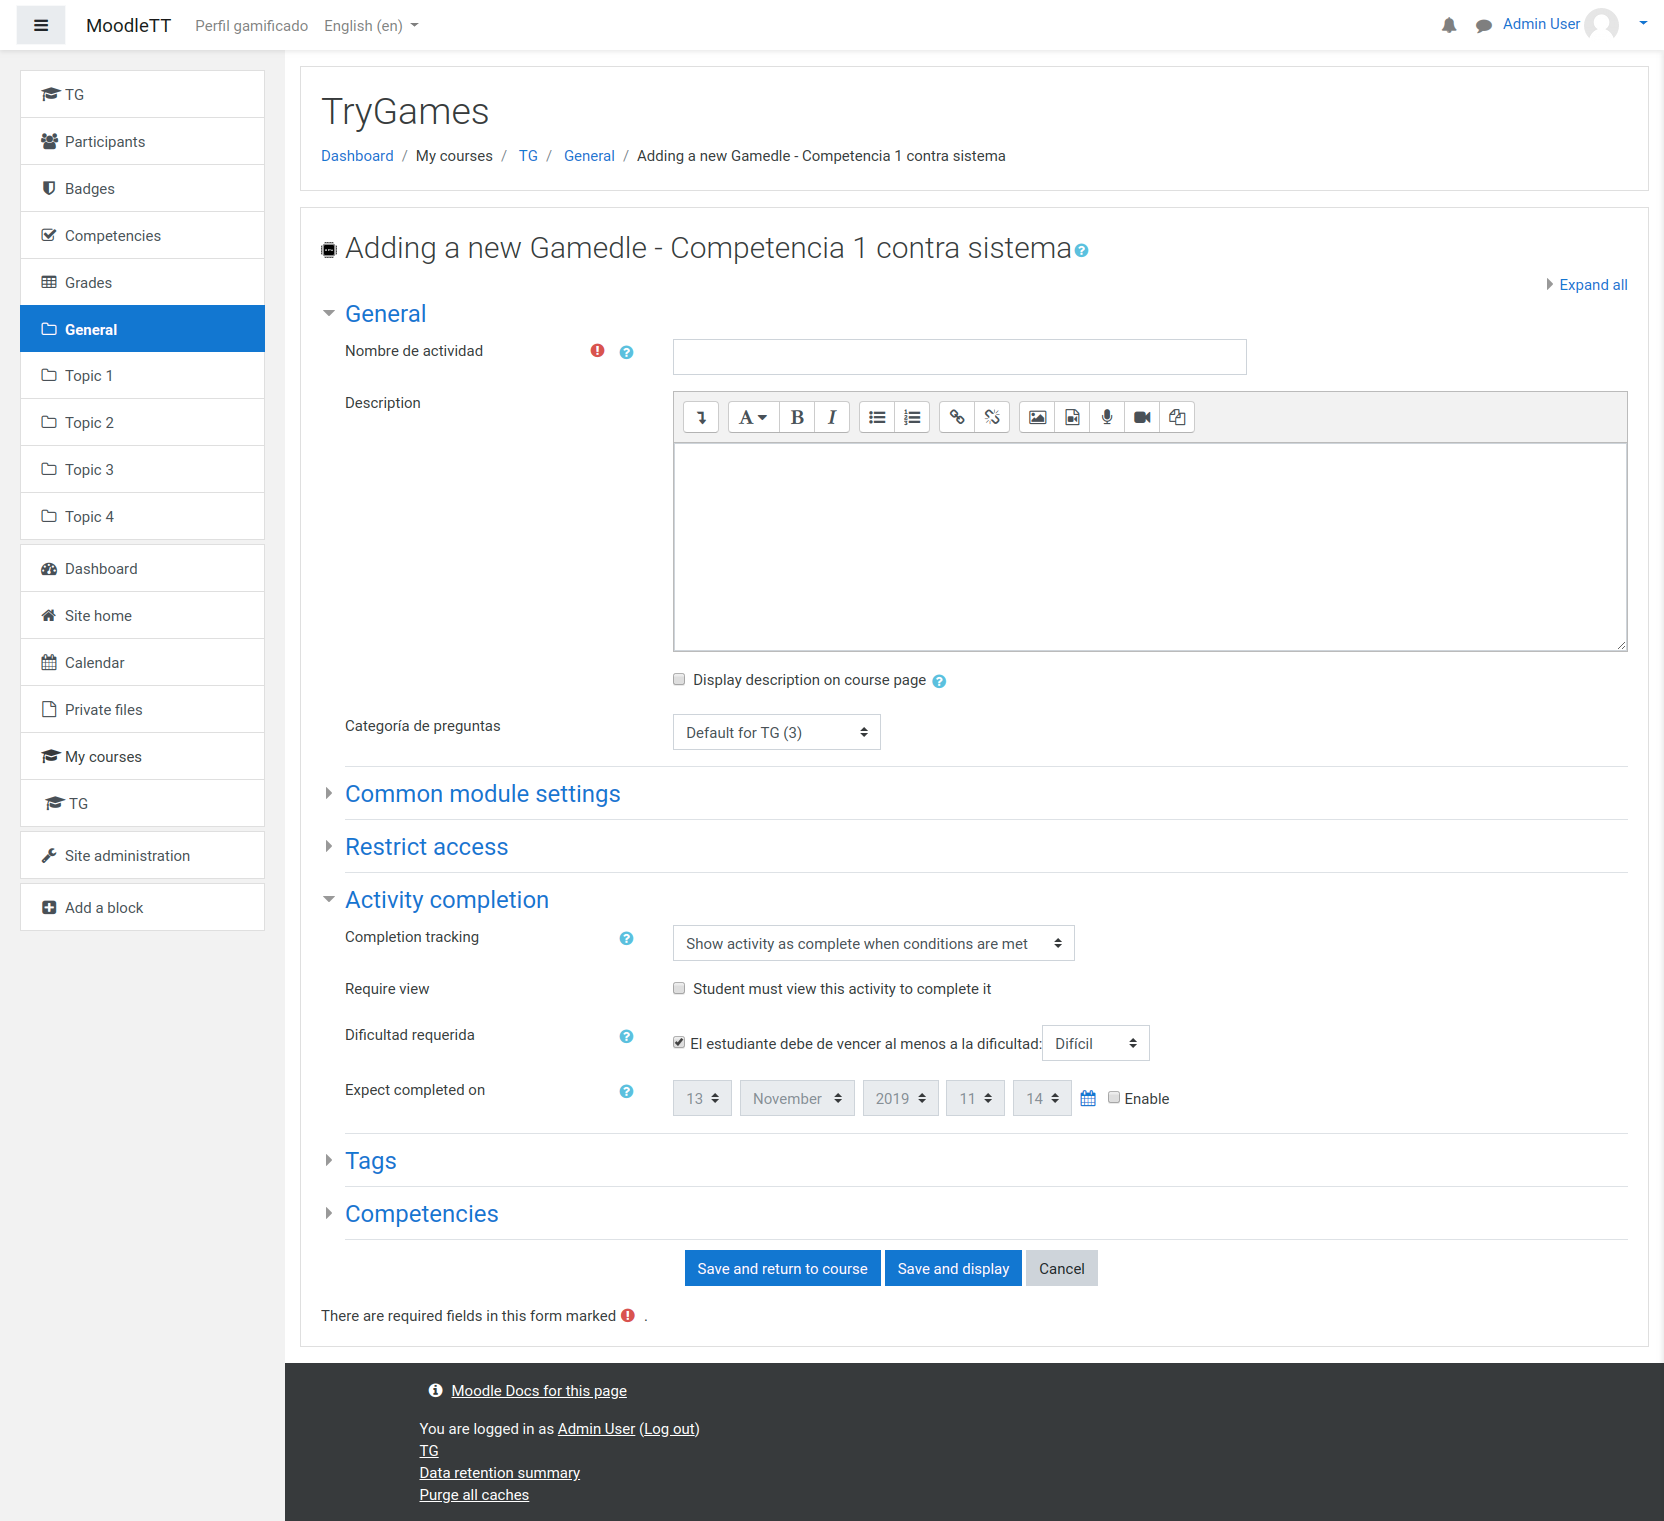 MoodleTT Perfil gamificado English (en) Admin User
TG
Participants
Badges
Competencies
Grades
General
Topic 1
Topic 2
Topic 3
Topic 4
Dashboard
Site home
Calendar
Private files
My courses
TG
Site administration
Add a block
TryGames
Dashboard / My courses / TG / General / Adding a new Gamedle - Competencia 1 contra sistema
Adding a new Gamedle - Competencia 1 contra sistema
Expand all
General
Nombre de actividad
Description
Display description on course page
Categoría de preguntas Default for TG (3)
Common module settings
Restrict access
Activity completion
Completion tracking Show activity as complete when conditions are met
Require view Student must view this activity to complete it
Dificultad requerida El estudiante debe de vencer al menos a la dificultad: Difícil
Expect completed on 13 November 2019 11 14 Enable
Tags
Competencies
Save and return to course Save and display Cancel
There are required fields in this form marked .
Moodle Docs for this page
You are logged in as Admin User (Log out)
TG
Data retention summary
Purge all caches